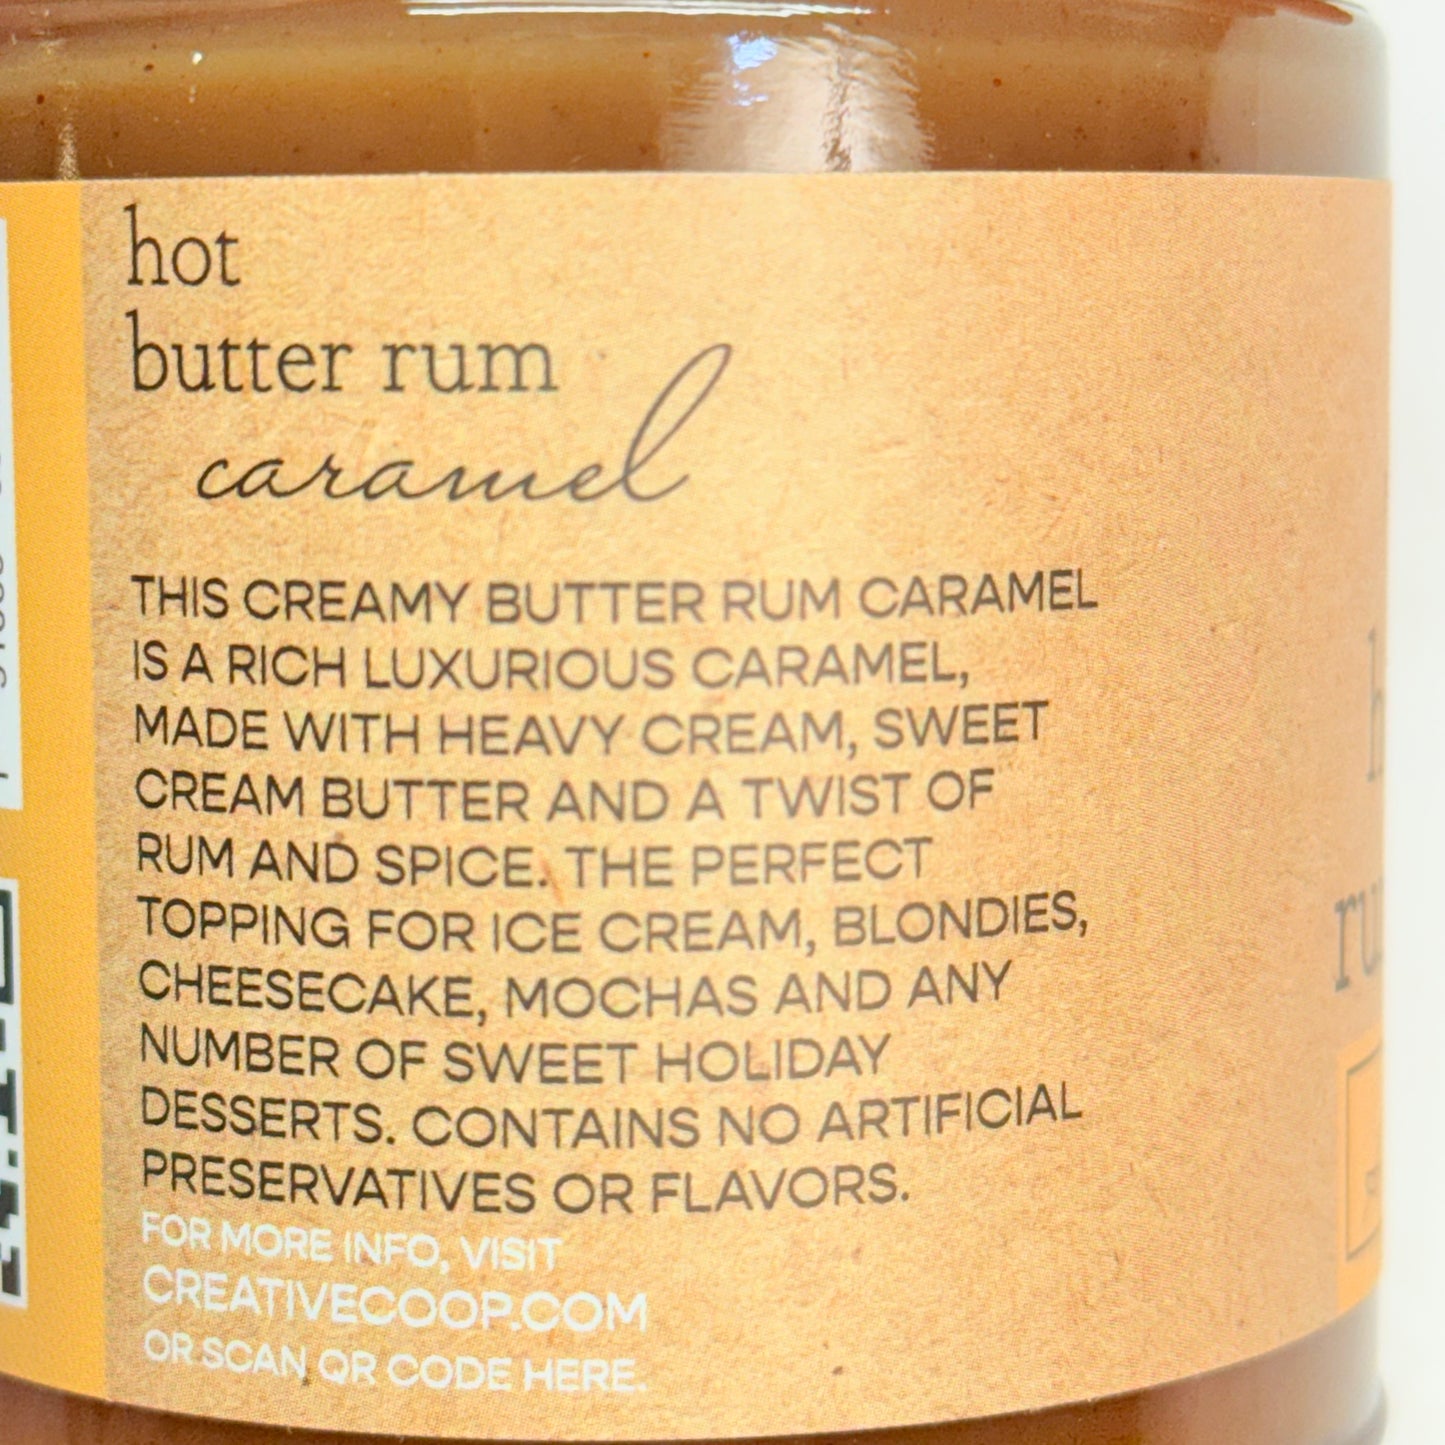 hot
butter rum
caramel
THIS CREAMY BUTTER RUM CARAMEL
IS A RICH LUXURIOUS CARAMEL,
MADE WITH HEAVY CREAM, SWEET
CREAM BUTTER AND A TWIST OF
RUM AND SPICE. THE PERFECT
TOPPING FOR ICE CREAM, BLONDIES,
CHEESECAKE, MOCHAS AND ANY
NUMBER OF SWEET HOLIDAY
DESSERTS. CONTAINS NO ARTIFICIAL
PRESERVATIVES OR FLAVORS.
FOR MORE INFO, VISIT
CREATIVECOOP.COM
OR SCAN QR CODE HERE.